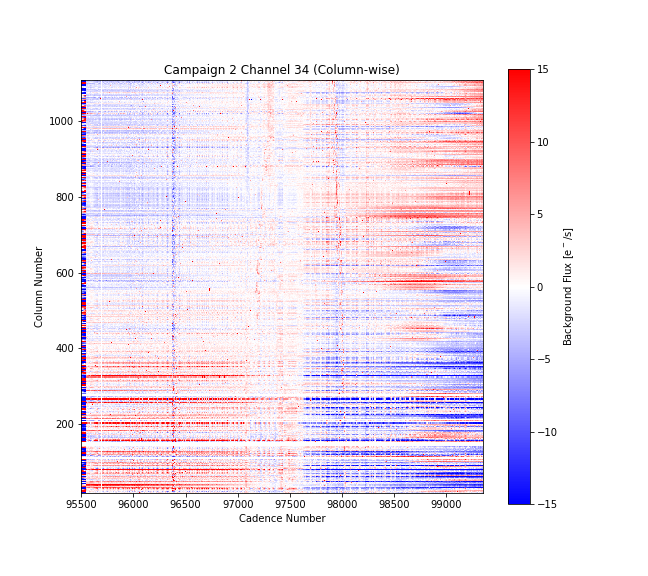 Campaign 2 Channel 34 (Column-wise)
1000
800
600
400
200
Column Number
95500 96000 96500 97000 97500 98000 98500 99000
Cadence Number
15
10
5
0
−5
−10
−15
Background Flux [e⁻/s]